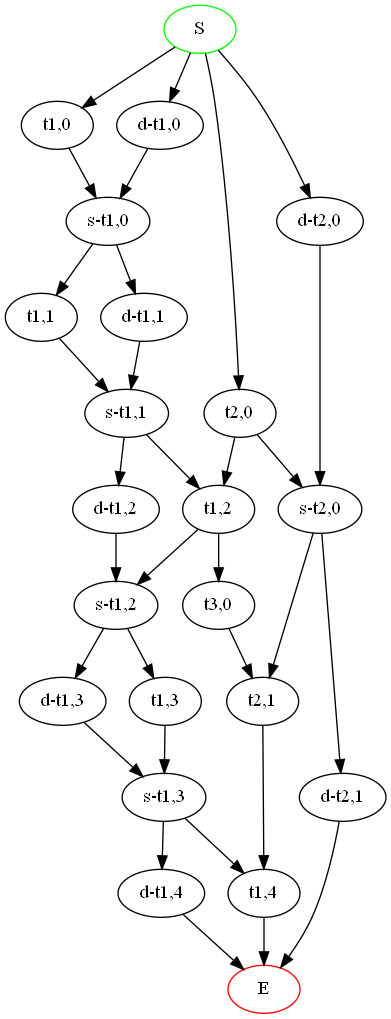 S
t1,0
d-t1,0
s-t1,0
d-t2,0
t1,1
d-t1,1
s-t1,1
t2,0
d-t1,2
t1,2
s-t2,0
s-t1,2
t3,0
d-t1,3
t1,3
t2,1
s-t1,3
d-t2,1
d-t1,4
t1,4
E